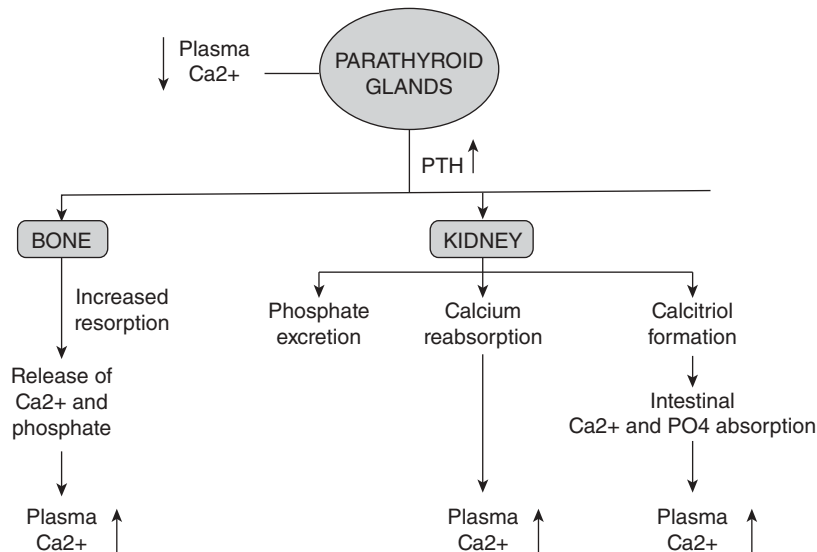 Plasma
Ca2+
PARATHYROID
GLANDS
PTH
BONE
KIDNEY
Increased
resorption
Phosphate
excretion
Calcium
reabsorption
Calcitriol
formation
Release of
Ca2+ and
phosphate
Intestinal
Ca2+ and PO4 absorption
Plasma
Ca2+
Plasma
Ca2+
Plasma
Ca2+